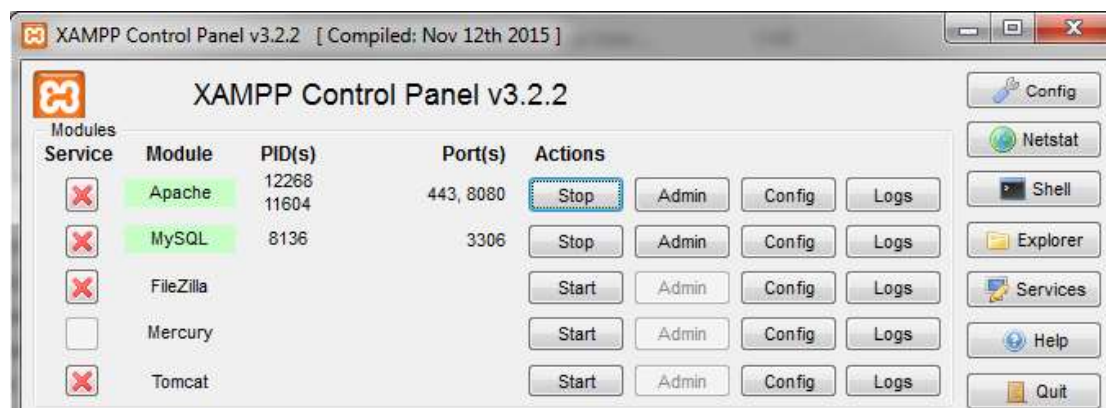 XAMPP Control Panel v3.2.2 [ Compiled: Nov 12th 2015 ]
XAMPP Control Panel v3.2.2
Config
Netstat
Shell
Explorer
Services
Help
Quit
Modules
Service Module PID(s) Port(s) Actions
Apache 12268 11604 443, 8080 Stop Admin Config Logs
MySQL 8136 3306 Stop Admin Config Logs
FileZilla Start Admin Config Logs
Mercury Start Admin Config Logs
Tomcat Start Admin Config Logs